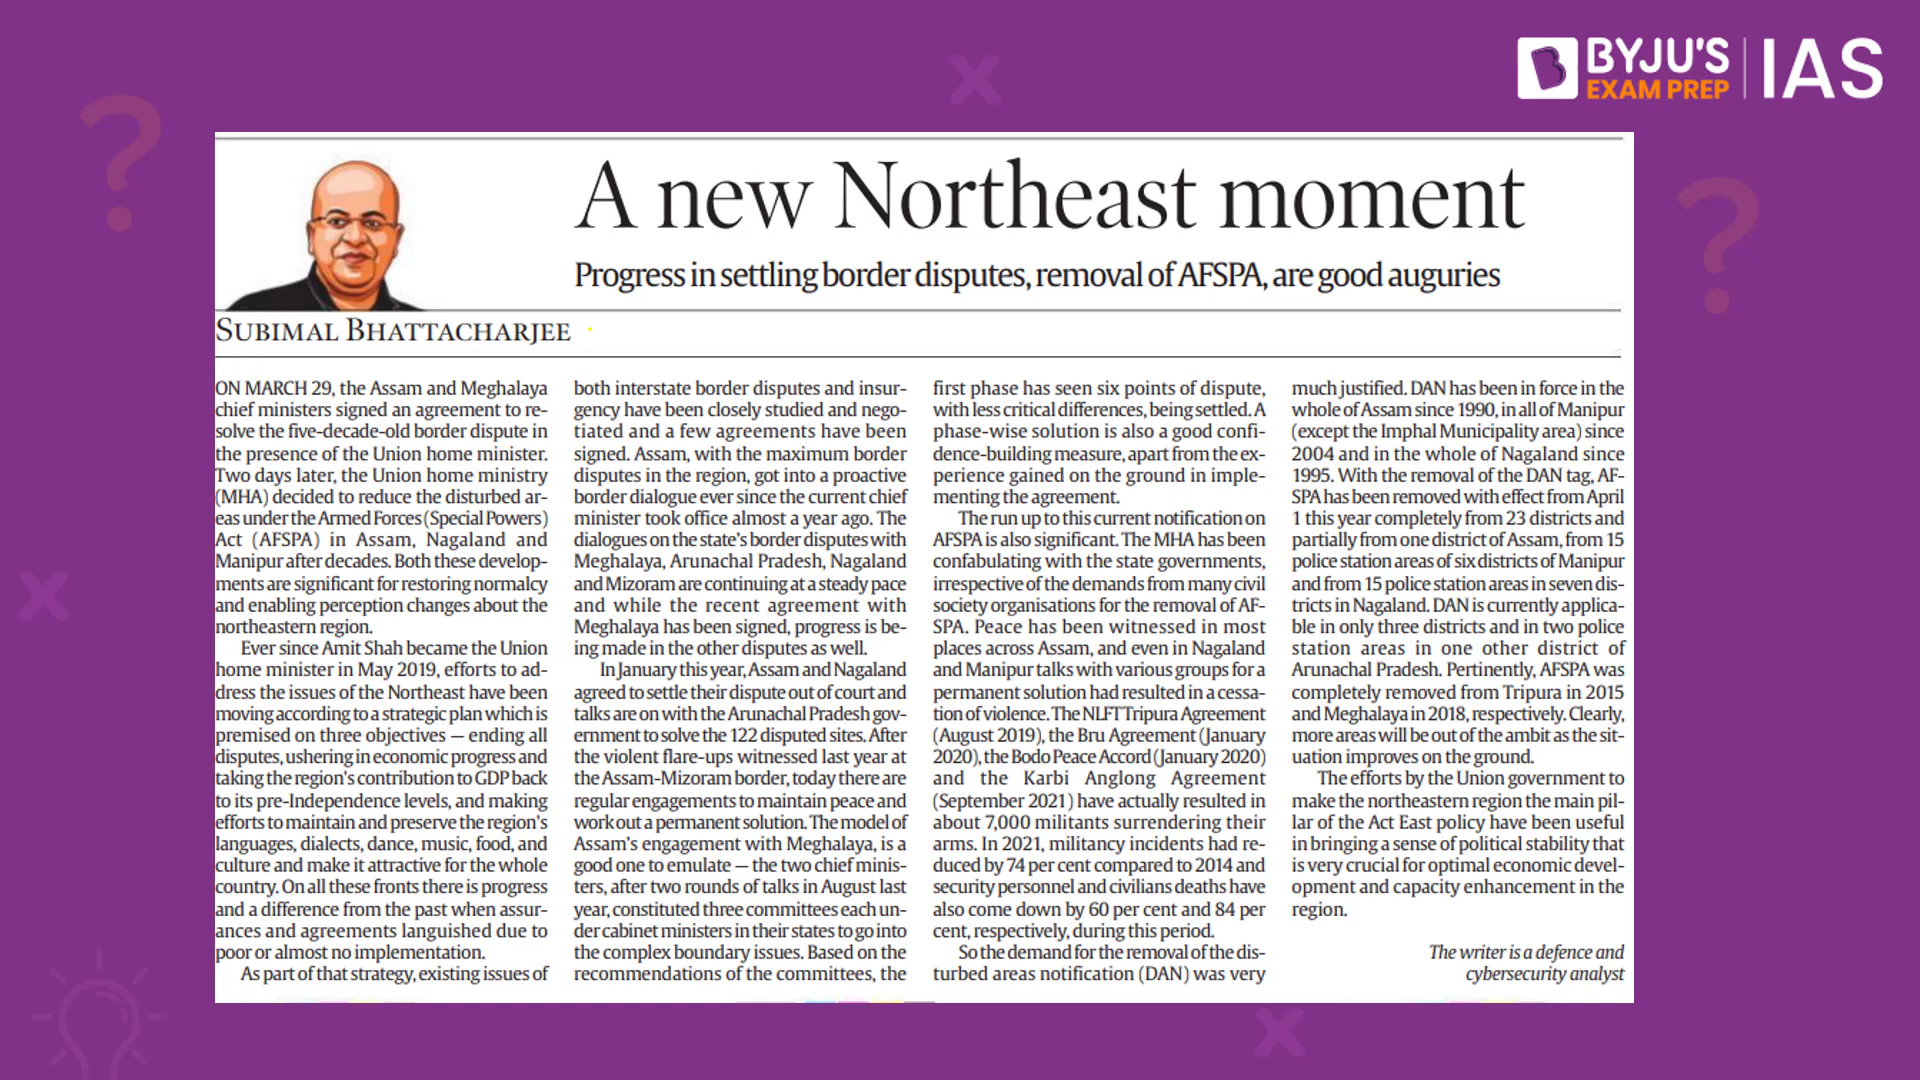 BYJU'S
EXAM PREP
IAS
A new Northeast moment
Progress in settling border disputes, removal of AFSPA, are good auguries
SUBIMAL BHATTACHARJEE
ON MARCH 29, the Assam and Meghalaya
chief ministers signed an agreement to re-
solve the five-decade-old border dispute in
the presence of the Union home minister.
Two days later, the Union home ministry
(MHA) decided to reduce the disturbed ar-
eas under the Armed Forces (Special Powers)
Act (AFSPA) in Assam, Nagaland and
Manipur after decades. Both these develop-
ments are significant for restoring normalcy
and enabling perception changes about the
northeastern region.
Ever since Amit Shah became the Union
home minister in May 2019, efforts to ad-
dress the issues of the Northeast have been
moving according to a strategic plan which is
premised on three objectives — ending all
disputes, ushering in economic progress and
taking the region's contribution to GDP back
to its pre-Independence levels, and making
efforts to maintain and preserve the region's
languages, dialects, dance, music, food, and
culture and make it attractive for the whole
country. On all these fronts there is progress
and a difference from the past when assur-
ances and agreements languished due to
poor or almost no implementation.
As part of that strategy, existing issues of
both interstate border disputes and insur-
gency have been closely studied and nego-
tiated and a few agreements have been
signed. Assam, with the maximum border
disputes in the region, got into a proactive
border dialogue ever since the current chief
minister took office almost a year ago. The
dialogues on the state's border disputes with
Meghalaya, Arunachal Pradesh, Nagaland
and Mizoram are continuing at a steady pace
and while the recent agreement with
Meghalaya has been signed, progress is be-
ing made in the other disputes as well.
In January this year, Assam and Nagaland
agreed to settle their dispute out of court and
talks are on with the Arunachal Pradesh gov-
ernment to solve the 122 disputed sites. After
the violent flare-ups witnessed last year at
the Assam-Mizoram border, today there are
regular engagements to maintain peace and
work out a permanent solution. The model of
Assam's engagement with Meghalaya, is a
good one to emulate — the two chief minis-
ters, after two rounds of talks in August last
year, constituted three committees each un-
der cabinet ministers in their states to go into
the complex boundary issues. Based on the
recommendations of the committees, the
first phase has seen six points of dispute,
with less critical differences, being settled. A
phase-wise solution is also a good confi-
dence-building measure, apart from the ex-
perience gained on the ground in imple-
menting the agreement.
The run up to this current notification on
AFSPA is also significant. The MHA has been
confabulating with the state governments,
irrespective of the demands from many civil
society organisations for the removal of AF-
SPA. Peace has been witnessed in most
places across Assam, and even in Nagaland
and Manipur talks with various groups for a
permanent solution had resulted in a cessa-
tion of violence. The NLFT Tripura Agreement
(August 2019), the Bru Agreement (January
2020), the Bodo Peace Accord (January 2020)
and the Karbi Anglong Agreement
(September 2021) have actually resulted in
about 7,000 militants surrendering their
arms. In 2021, militancy incidents had re-
duced by 74 per cent compared to 2014 and
security personnel and civilians deaths have
also come down by 60 per cent and 84 per
cent, respectively, during this period.
So the demand for the removal of the dis-
turbed areas notification (DAN) was very
much justified. DAN has been in force in the
whole of Assam since 1990, in all of Manipur
(except the Imphal Municipality area) since
2004 and in the whole of Nagaland since
1995. With the removal of the DAN tag, AF-
SPA has been removed with effect from April
1 this year completely from 23 districts and
partially from one district of Assam, from 15
police station areas of six districts of Manipur
and from 15 police station areas in seven dis-
tricts in Nagaland. DAN is currently applica-
ble in only three districts and in two police
station areas in one other district of
Arunachal Pradesh. Pertinently, AFSPA was
completely removed from Tripura in 2015
and Meghalaya in 2018, respectively. Clearly,
more areas will be out of the ambit as the sit-
uation improves on the ground.
The efforts by the Union government to
make the northeastern region the main pil-
lar of the Act East policy have been useful
in bringing a sense of political stability that
is very crucial for optimal economic devel-
opment and capacity enhancement in the
region.
The writer is a defence and
cybersecurity analyst